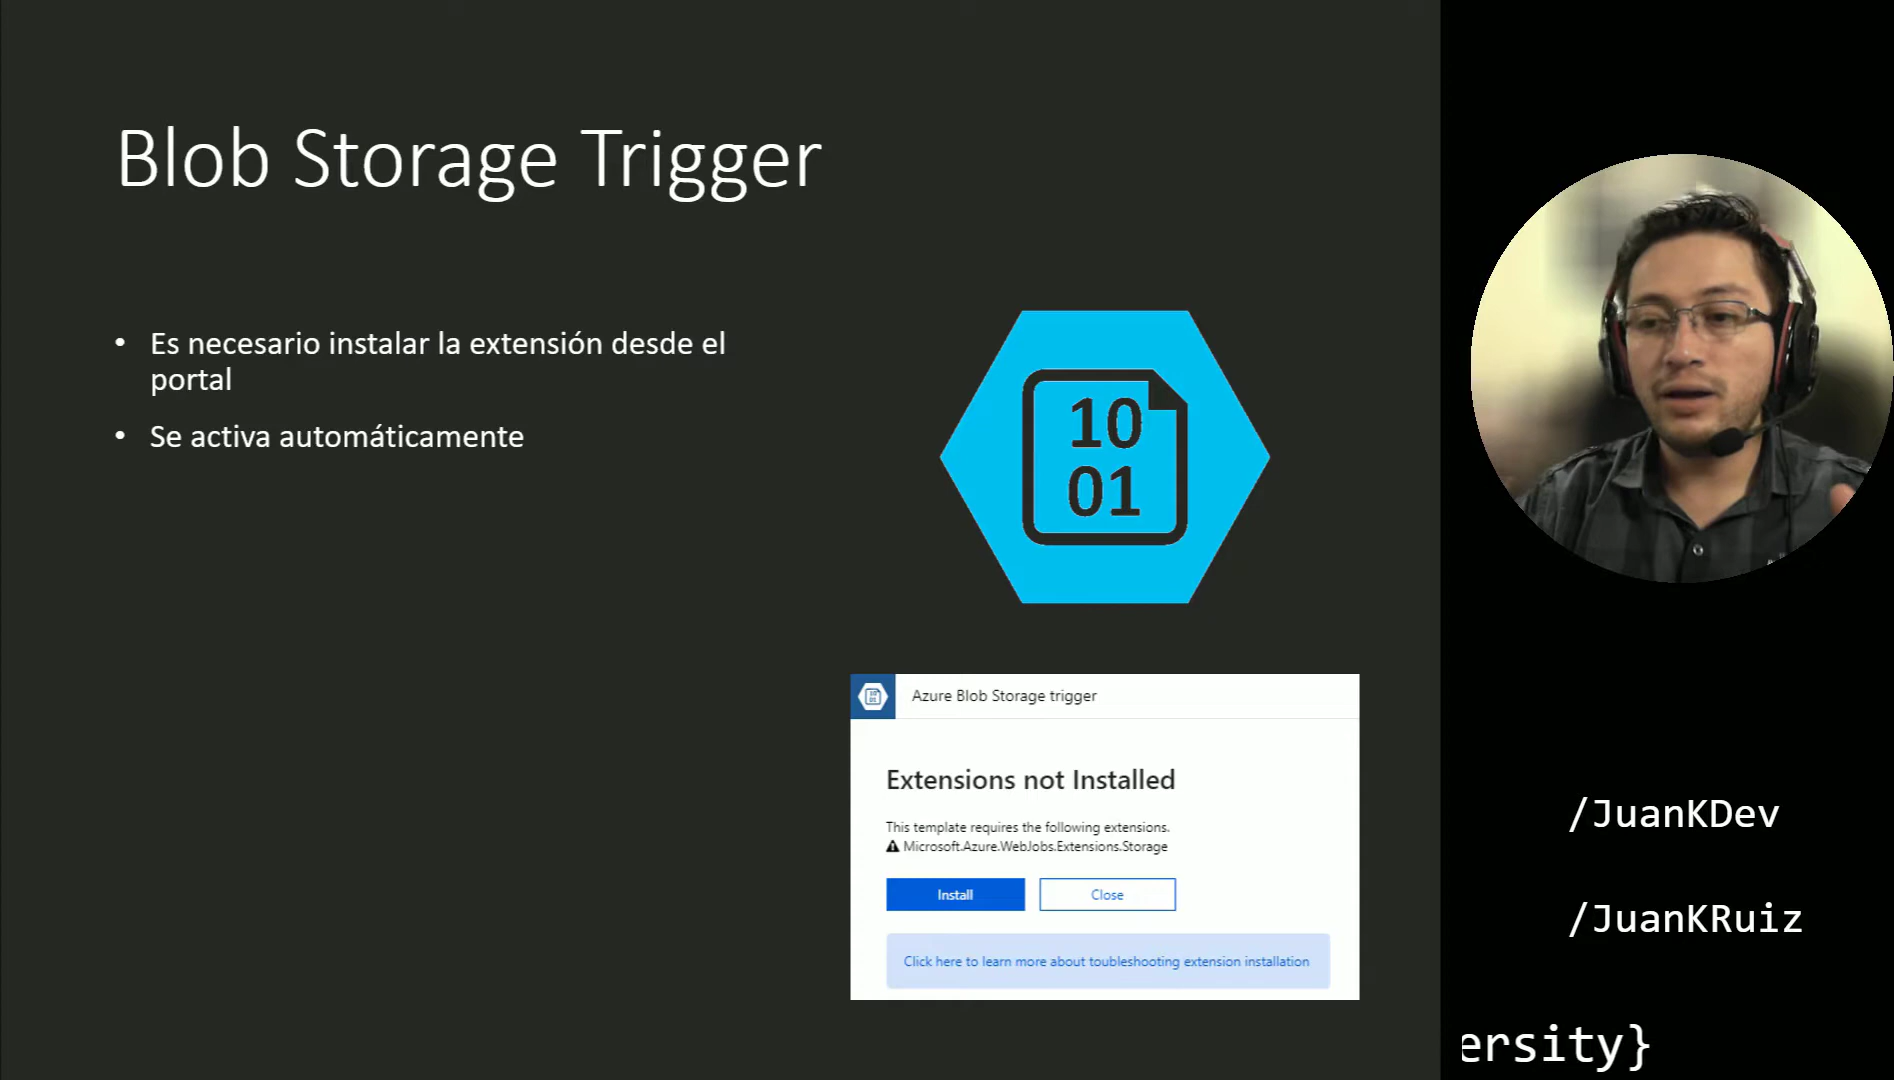 Blob Storage Trigger
• Es necesario instalar la extensión desde el
portal
• Se activa automáticamente
10
01
Azure Blob Storage trigger
Extensions not Installed
This template requires the following extensions.
Microsoft.Azure.WebJobs.Extensions.Storage
Install
Close
Click here to learn more about toubleshooting extension installation
/JuanKDev
/JuanKRuiz
ersity}